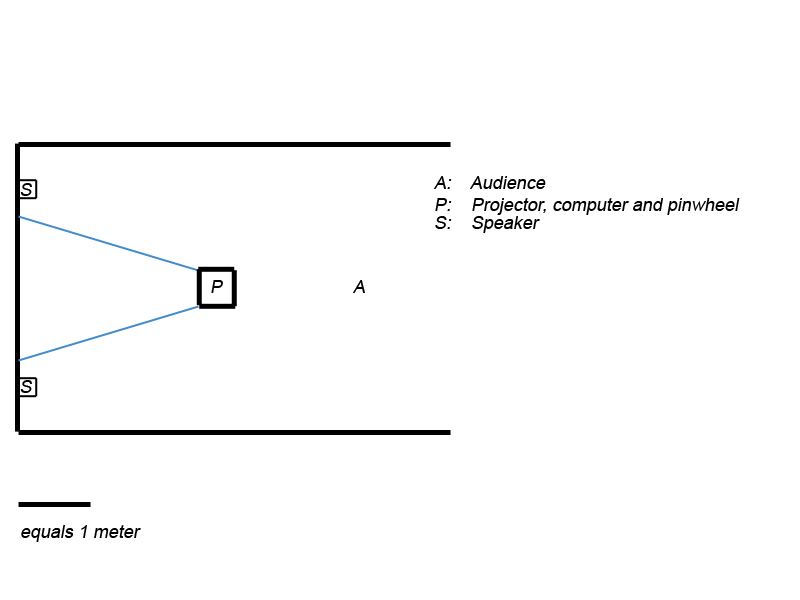 S
A: Audience
P: Projector, computer and pinwheel
S: Speaker
P
A
S
equals 1 meter